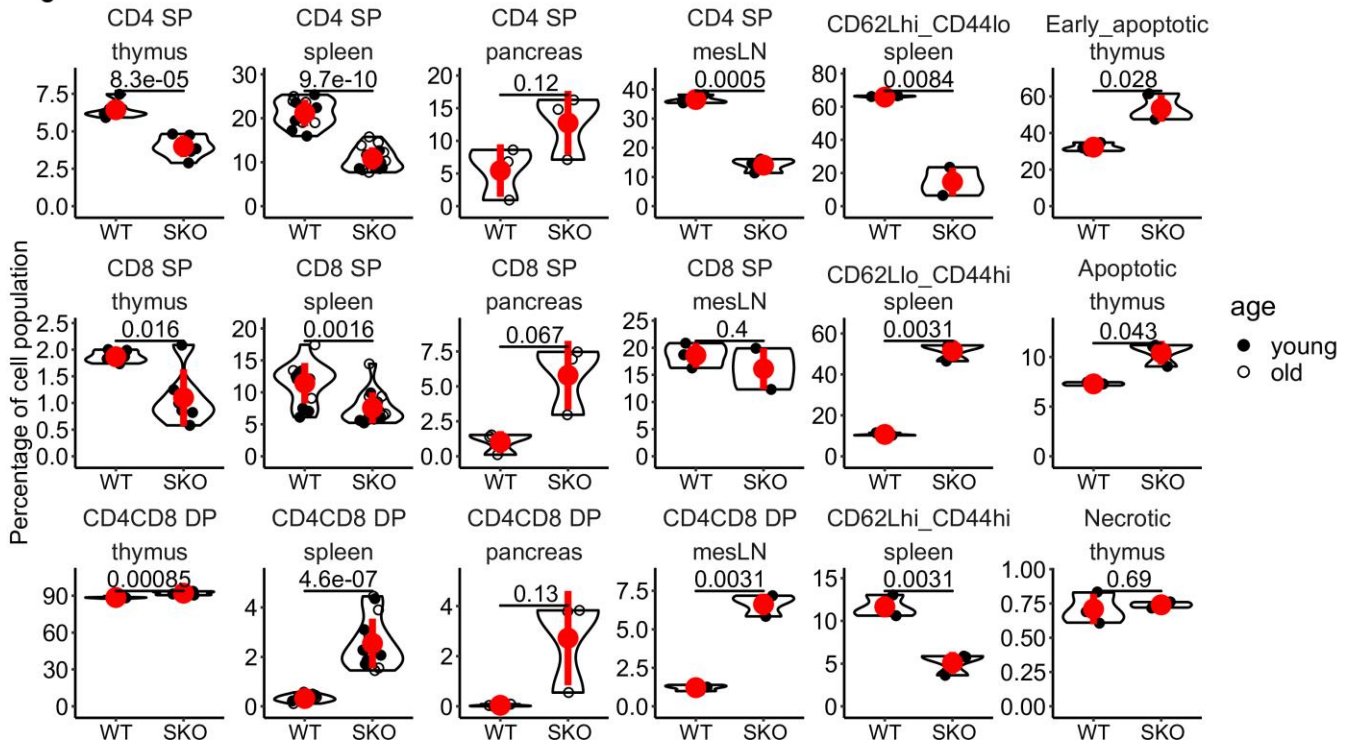 CD4 SP CD4 SP CD4 SP CD4 SP CD62Lhi_CD44lo Early_apoptotic
thymus spleen pancreas mesLN spleen thymus
8.3e-05 9.7e-10 0.12 0.0005 0.0084 0.028
7.5 30 20 40 80 60
5.0 20 15 30 60 40
2.5 10 10 20 40 20
0.0 0 5 10 20 0
0 0 0
WT SKO WT SKO WT SKO WT SKO WT SKO WT SKO
Percentage of cell population
CD8 SP CD8 SP CD8 SP CD8 SP CD62Llo_CD44hi Apoptotic
thymus spleen pancreas mesLN spleen thymus
0.016 0.0016 0.067 0.4 0.0031 0.043
2.5 20 7.5 25 60 10
2.0 15 5.0 20 40 5
1.5 10 2.5 15 20 0
1.0 5 0.0 10 0
0.5 0 5
0.0 0
WT SKO WT SKO WT SKO WT SKO WT SKO WT SKO
age
young
old
CD4CD8 DP CD4CD8 DP CD4CD8 DP CD4CD8 DP CD62Lhi_CD44hi Necrotic
thymus spleen pancreas mesLN spleen thymus
0.00085 4.6e-07 0.13 0.0031 0.0031 0.69
90 4 4 7.5 15 1.00
60 2 2 5.0 10 0.75
30 0 0 2.5 5 0.50
0 0.0 0 0.25
0.00
WT SKO WT SKO WT SKO WT SKO WT SKO WT SKO